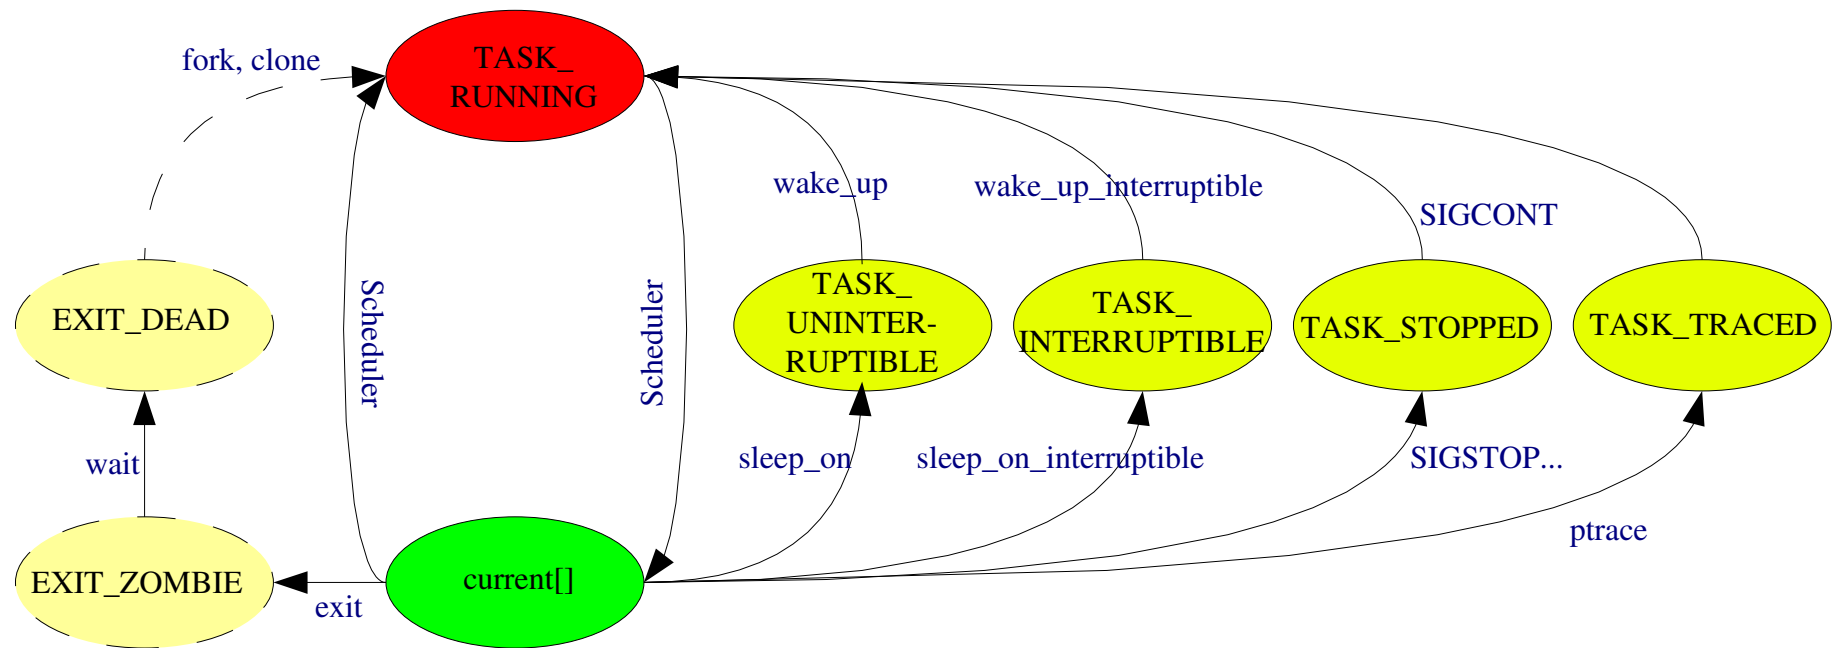 fork, clone
TASK_
RUNNING
wake_up
wake_up_interruptible
SIGCONT
EXIT_DEAD
Scheduler
Scheduler
TASK_
UNINTER-
RUPTIBLE
TASK_
INTERRUPTIBLE
TASK_STOPPED
TASK_TRACED
wait
sleep_on
sleep_on_interruptible
SIGSTOP...
ptrace
EXIT_ZOMBIE
exit
current[]